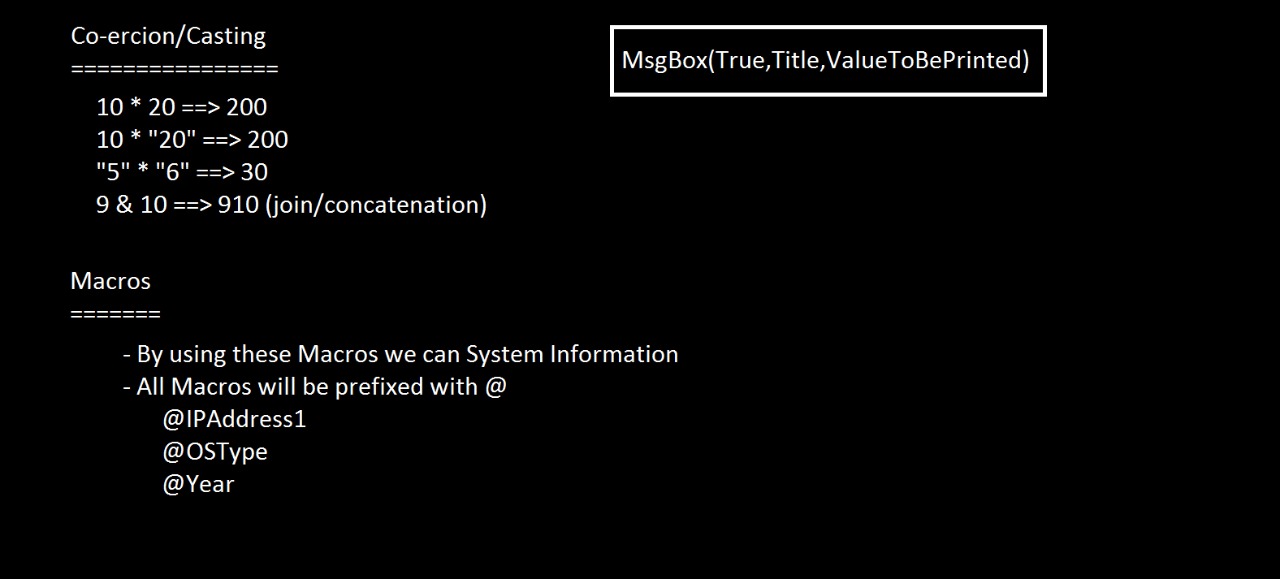 Co-ercion/Casting
================
10 * 20 ==> 200
10 * "20" ==> 200
"5" * "6" ==> 30
9 & 10 ==> 910 (join/concatenation)
MsgBox(True,Title,ValueToBePrinted)
Macros
=======
- By using these Macros we can System Information
- All Macros will be prefixed with @
@IPAddress1
@OSType
@Year